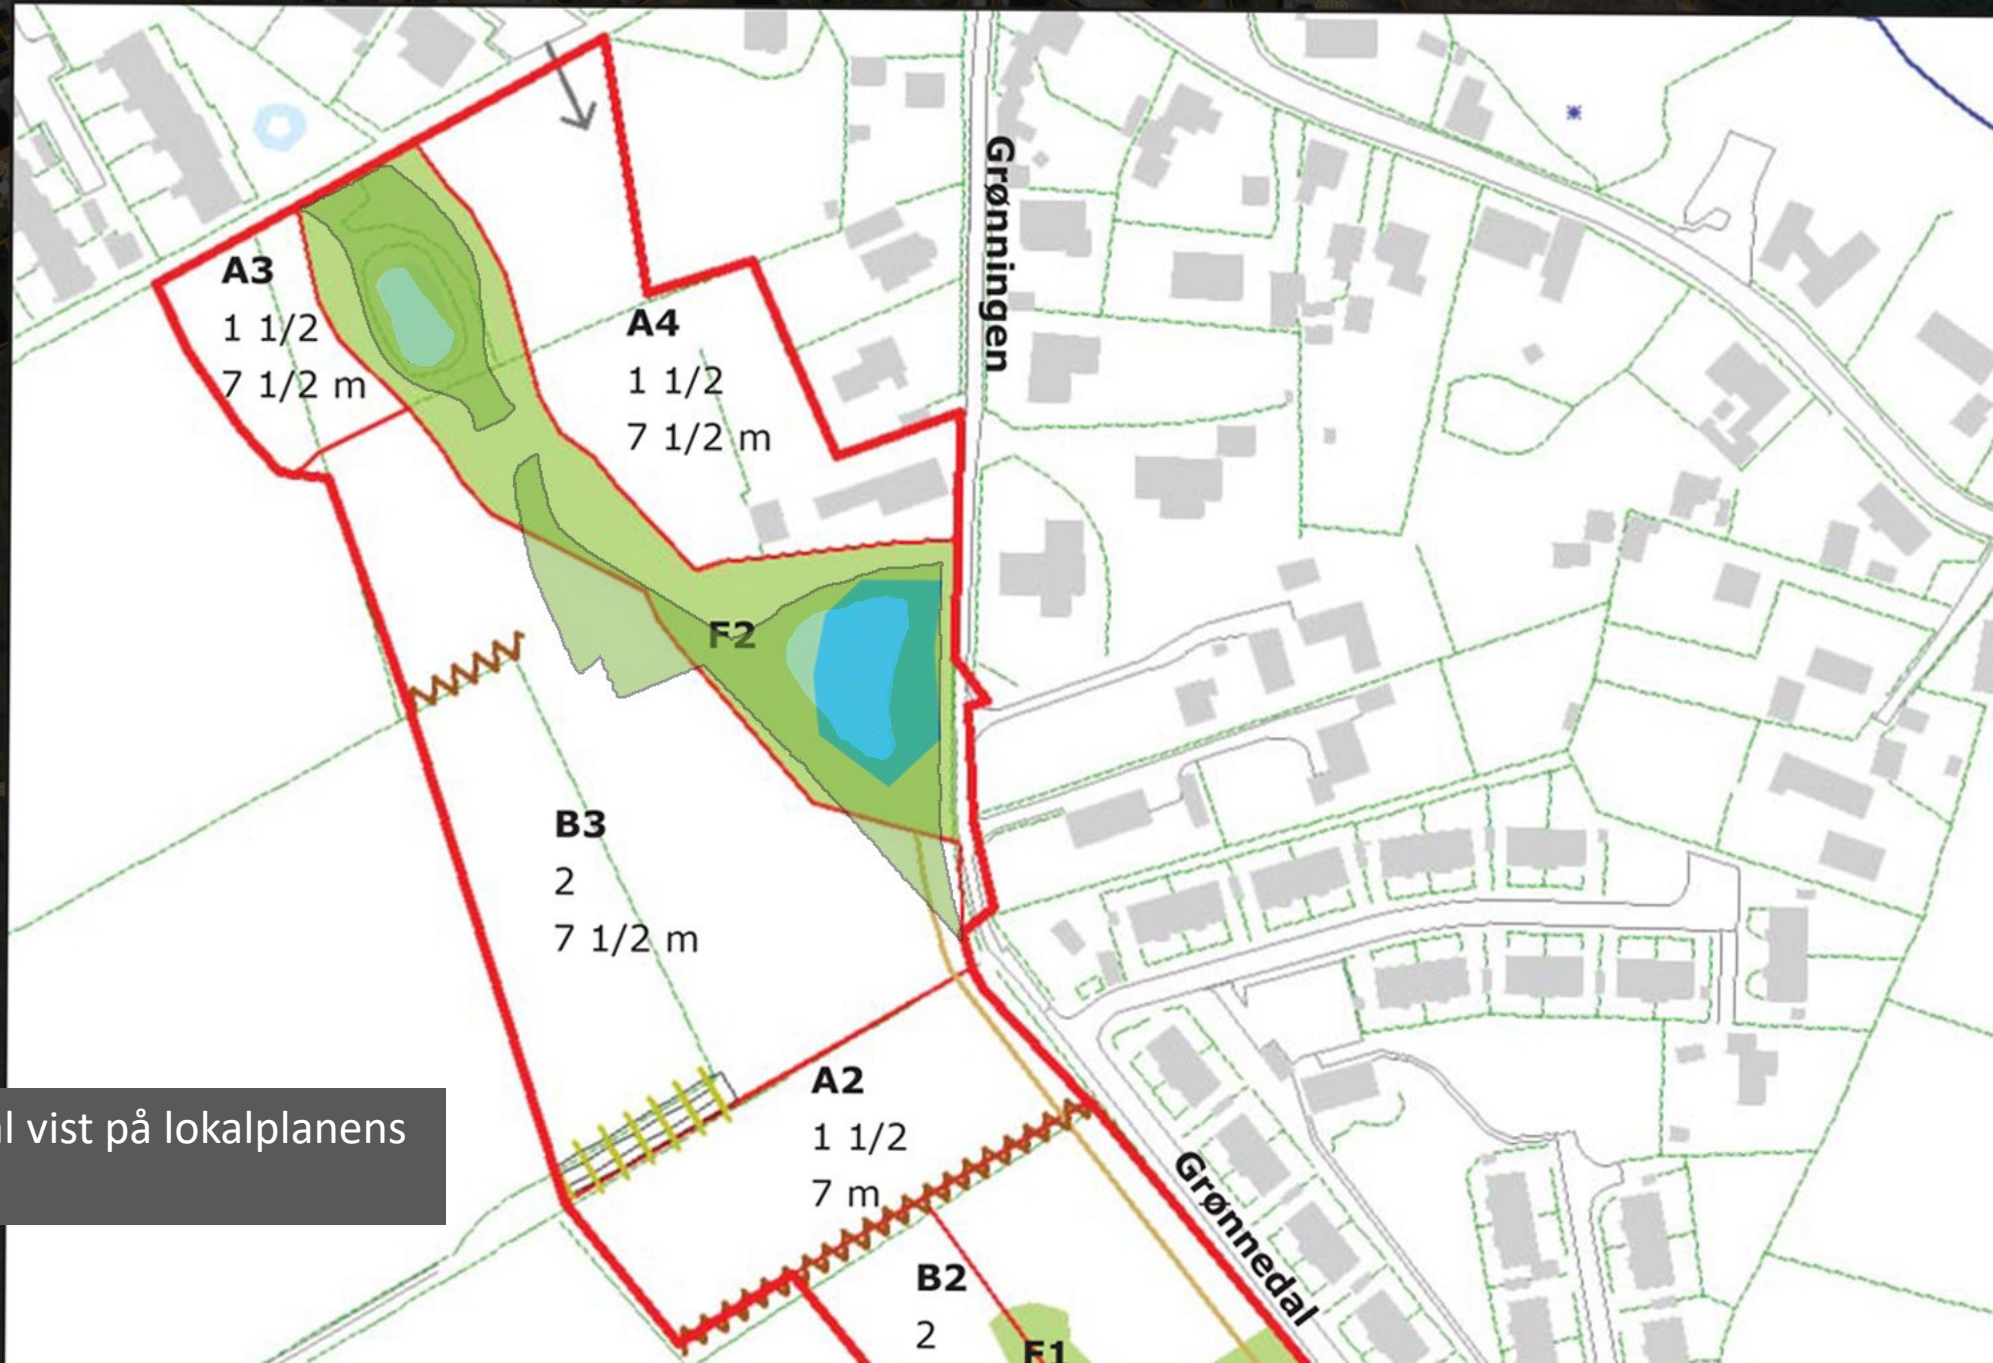 Grønningen
A3
1 1/2
7 1/2 m
A4
1 1/2
7 1/2 m
F2
B3
2
7 1/2 m
A2
1 1/2
7 m
vist på lokalplanens
Grønnedal
B2
2